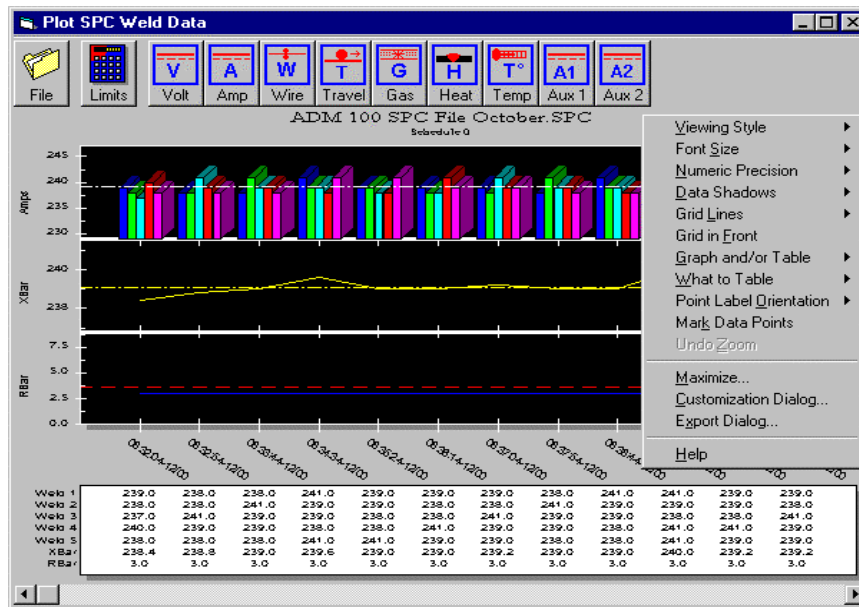 Plot SPC Weld Data
File Limits Volt Amp Wire Travel Gas Heat Temp Aux 1 Aux 2
V A W T G H T° A1 A2
ADM 100 SPC File October.SPC
Schedule 0
Amps
245
240
235
230
XBar
240
238
RBar
7.5
5.0
2.5
0.0
Viewing Style
Font Size
Numeric Precision
Data Shadows
Grid Lines
Grid in Front
Graph and/or Table
What to Table
Point Label Orientation
Mark Data Points
Undo Zoom
Maximize...
Customization Dialog...
Export Dialog...
Help
Weld 1 239.0 238.0 238.0 241.0 239.0 239.0 239.0 238.0 241.0 241.0 239.0 239.0
Weld 2 238.0 238.0 241.0 239.0 238.0 238.0 238.0 241.0 239.0 239.0 239.0 238.0
Weld 3 237.0 241.0 239.0 239.0 239.0 238.0 241.0 239.0 238.0 238.0 238.0 241.0
Weld 4 240.0 239.0 239.0 238.0 238.0 241.0 239.0 239.0 238.0 241.0 241.0 239.0
Weld 5 238.0 238.0 238.0 241.0 241.0 239.0 239.0 238.0 239.0 241.0 239.0 239.0
XBar 238.4 238.8 239.0 239.6 239.0 239.0 239.2 239.0 239.0 240.0 239.2 239.2
RBar 3.0 3.0 3.0 3.0 3.0 3.0 3.0 3.0 3.0 3.0 3.0 3.0